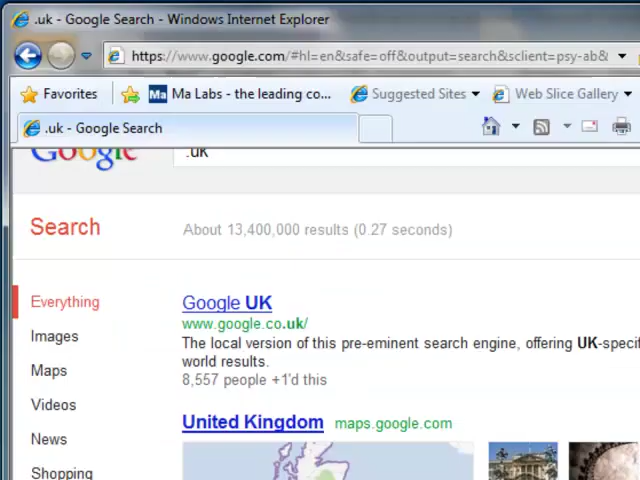 .uk - Google Search - Windows Internet Explorer
https://www.google.com/#hl=en&safe=off&output=search&sclient=psy-ab&
Favorites Ma Ma Labs - the leading co... Suggested Sites Web Slice Gallery
.uk - Google Search
Google .uk
Search About 13,400,000 results (0.27 seconds)
Everything
Images
Maps
Videos
News
Shopping
Google UK
www.google.co.uk/
The local version of this pre-eminent search engine, offering UK-specif
world results.
8,557 people +1'd this
United Kingdom maps.google.com